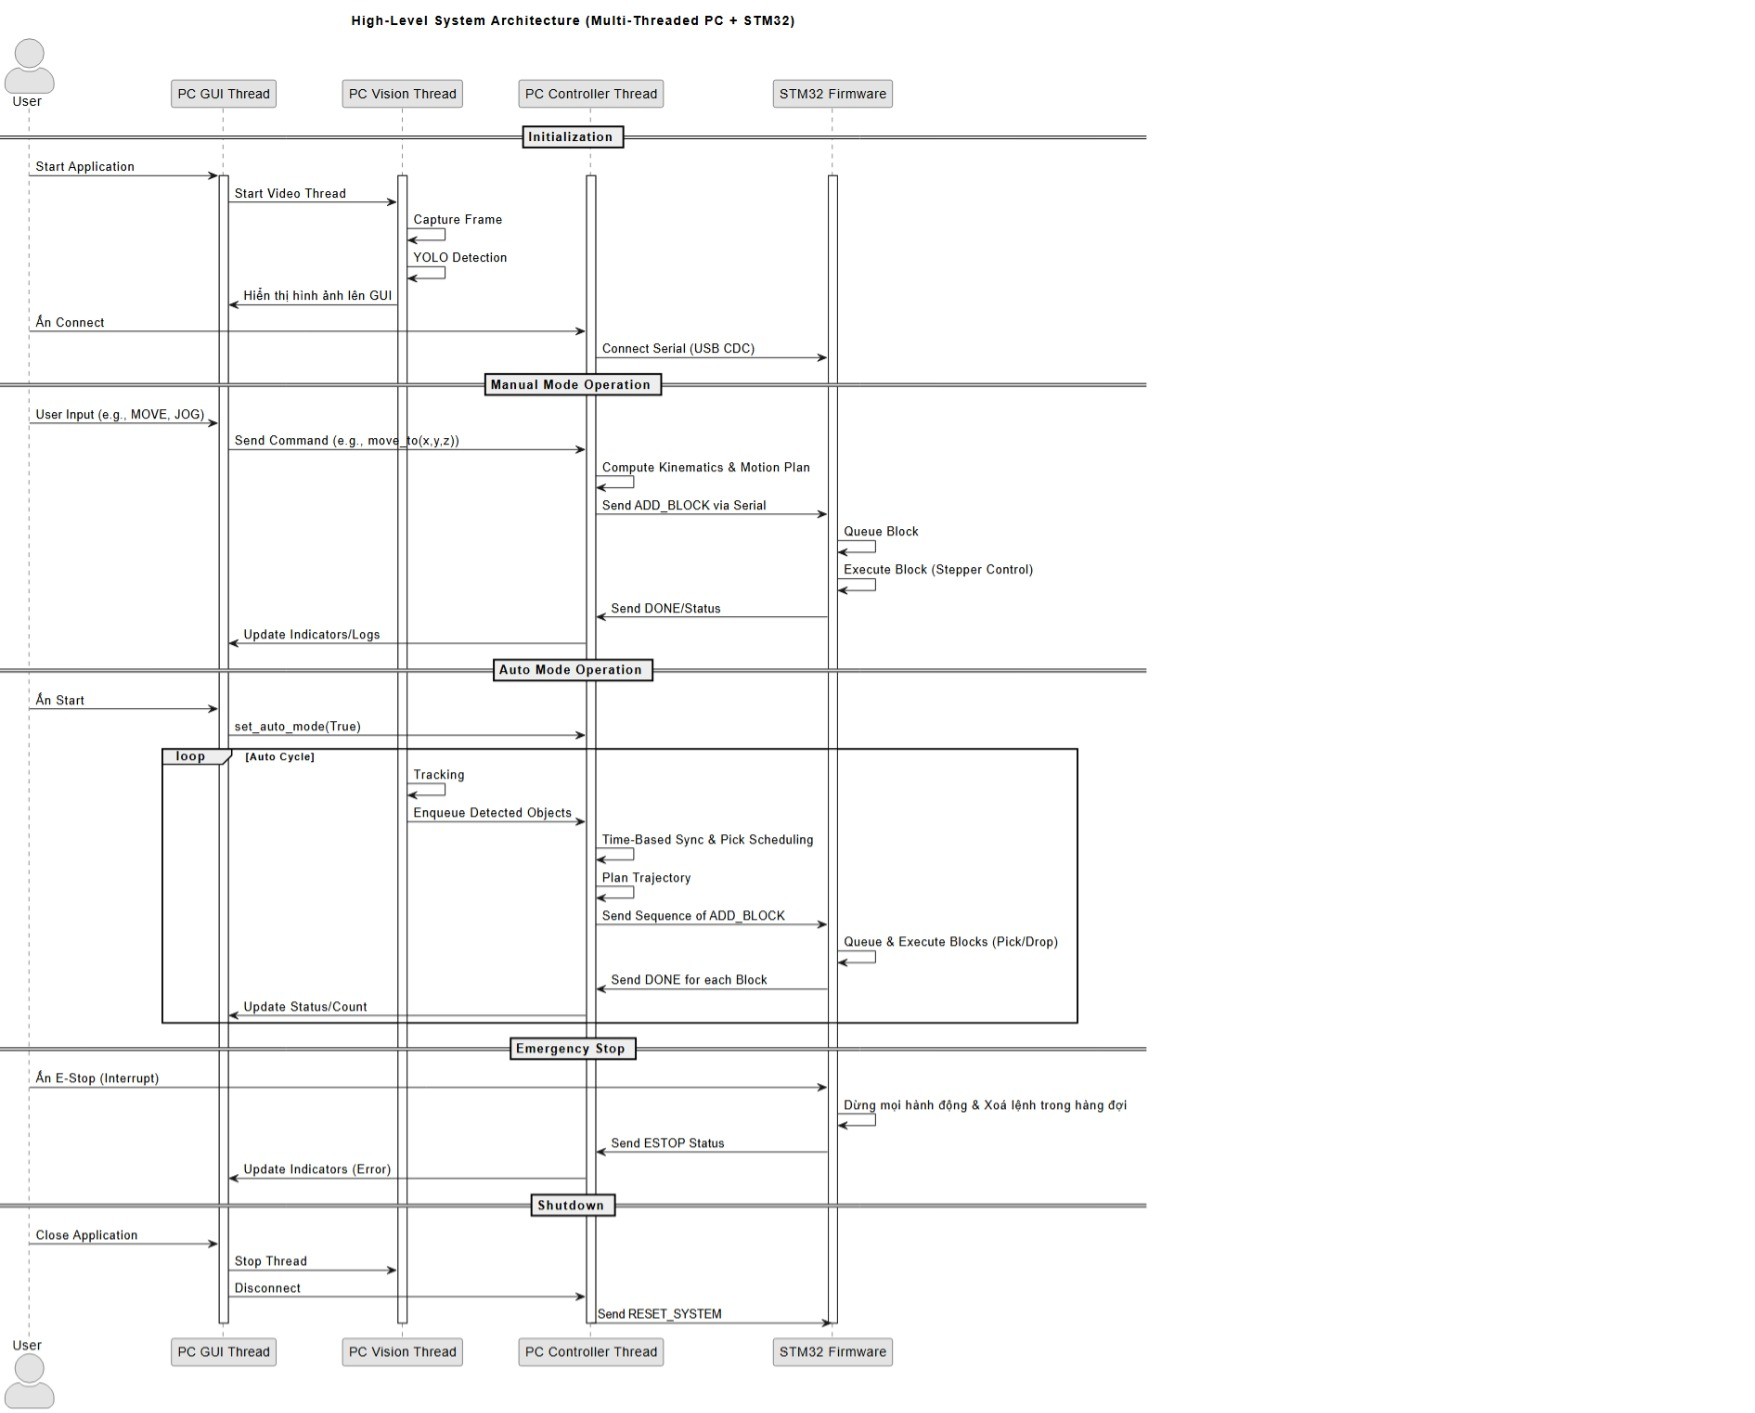 High-Level System Architecture (Multi-Threaded PC + STM32)
User
PC GUI Thread
PC Vision Thread
PC Controller Thread
STM32 Firmware
Initialization
Start Application
Start Video Thread
Capture Frame
YOLO Detection
Hiển thị hình ảnh lên GUI
Ấn Connect
Connect Serial (USB CDC)
Manual Mode Operation
User Input (e.g., MOVE, JOG)
Send Command (e.g., move_to(x,y,z))
Compute Kinematics & Motion Plan
Send ADD_BLOCK via Serial
Queue Block
Execute Block (Stepper Control)
Send DONE/Status
Update Indicators/Logs
Auto Mode Operation
Ấn Start
set_auto_mode(True)
loop
[Auto Cycle]
Tracking
Enqueue Detected Objects
Time-Based Sync & Pick Scheduling
Plan Trajectory
Send Sequence of ADD_BLOCK
Queue & Execute Blocks (Pick/Drop)
Send DONE for each Block
Update Status/Count
Emergency Stop
Ấn E-Stop (Interrupt)
Dừng mọi hành động & Xoá lệnh trong hàng đợi
Send ESTOP Status
Update Indicators (Error)
Shutdown
Close Application
Stop Thread
Disconnect
Send RESET_SYSTEM
User
PC GUI Thread
PC Vision Thread
PC Controller Thread
STM32 Firmware